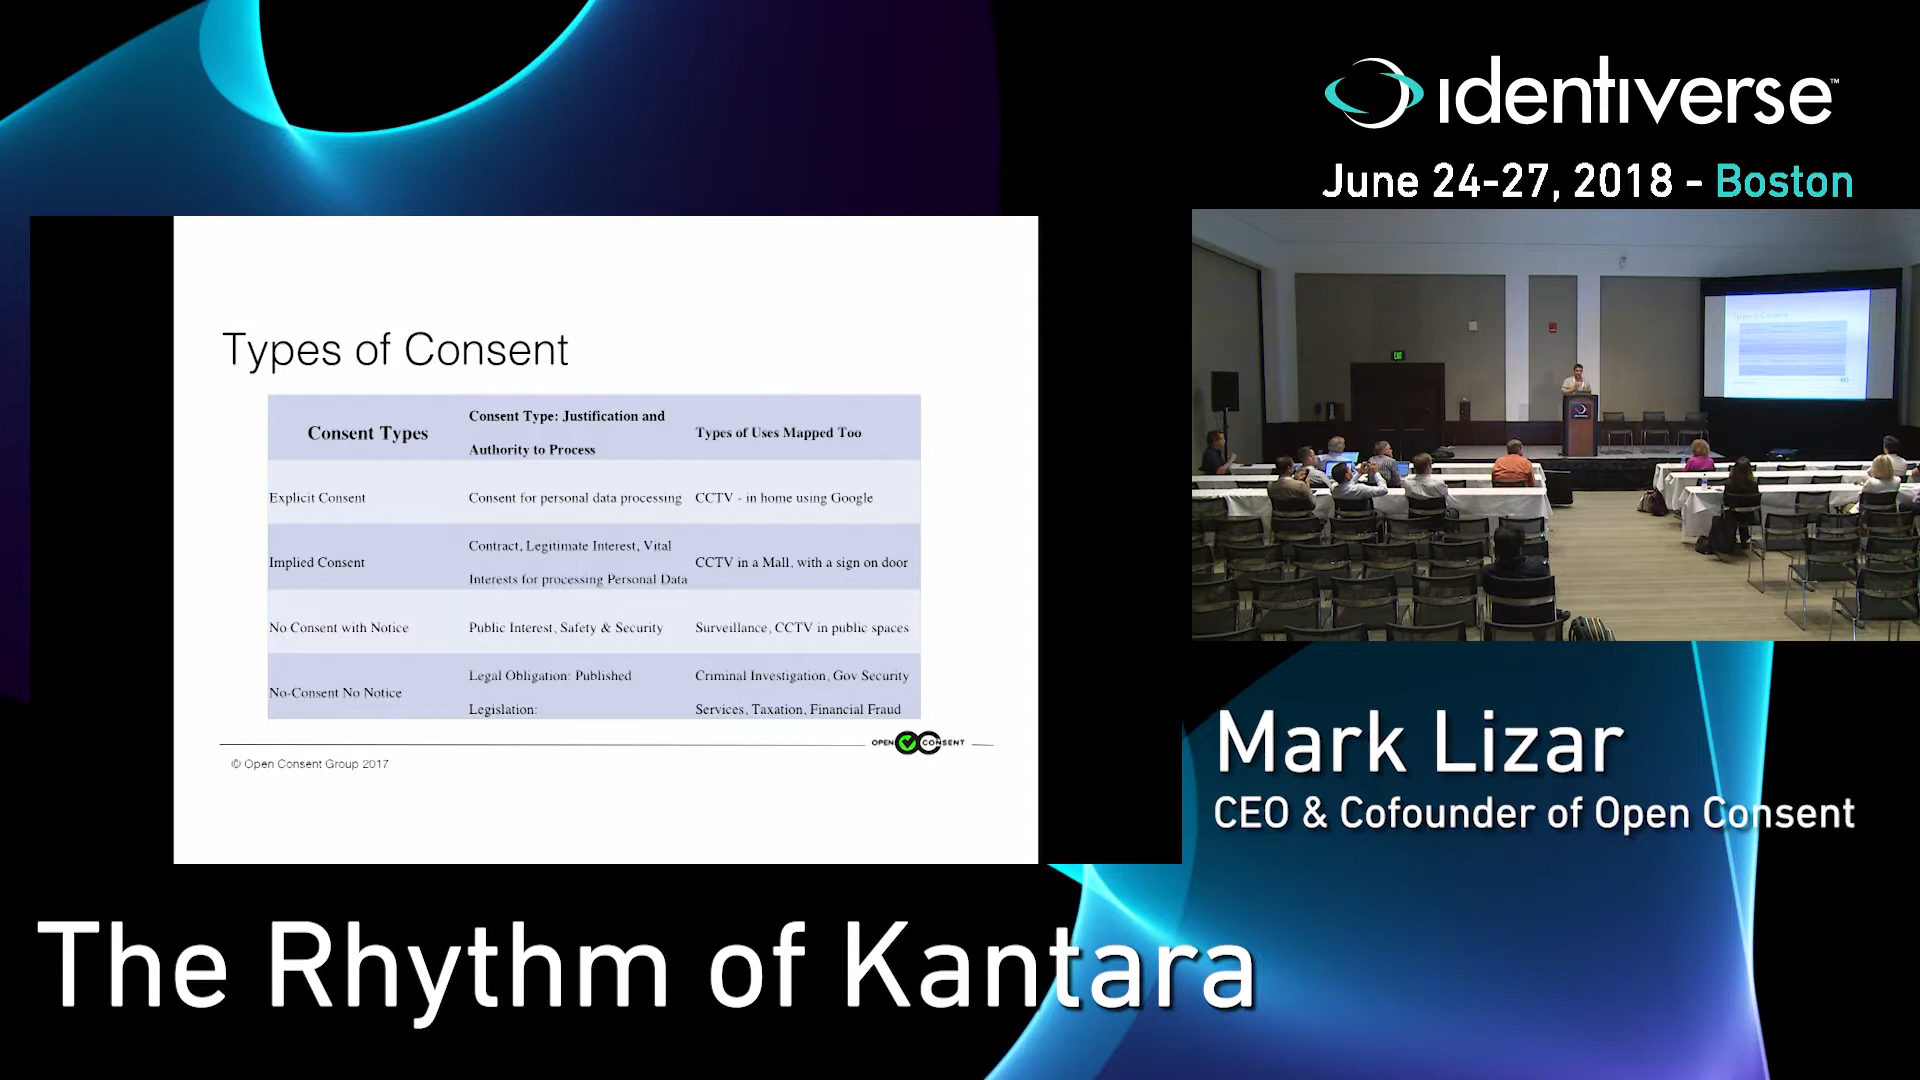 identiverse™
June 24-27, 2018 - Boston
Types of Consent
Consent Types
Consent Type: Justification and
Authority to Process
Types of Uses Mapped Too
Explicit Consent
Consent for personal data processing
CCTV - in home using Google
Implied Consent
Contract, Legitimate Interest, Vital
Interests for processing Personal Data
CCTV in a Mall, with a sign on door
No Consent with Notice
Public Interest, Safety & Security
Surveillance, CCTV in public spaces
No-Consent No Notice
Legal Obligation: Published
Legislation:
Criminal Investigation, Gov Security
Services, Taxation, Financial Fraud
OPEN CONSENT
© Open Consent Group 2017
Types of Consent
EXIT
Mark Lizar
CEO & Cofounder of Open Consent
The Rhythm of Kantara